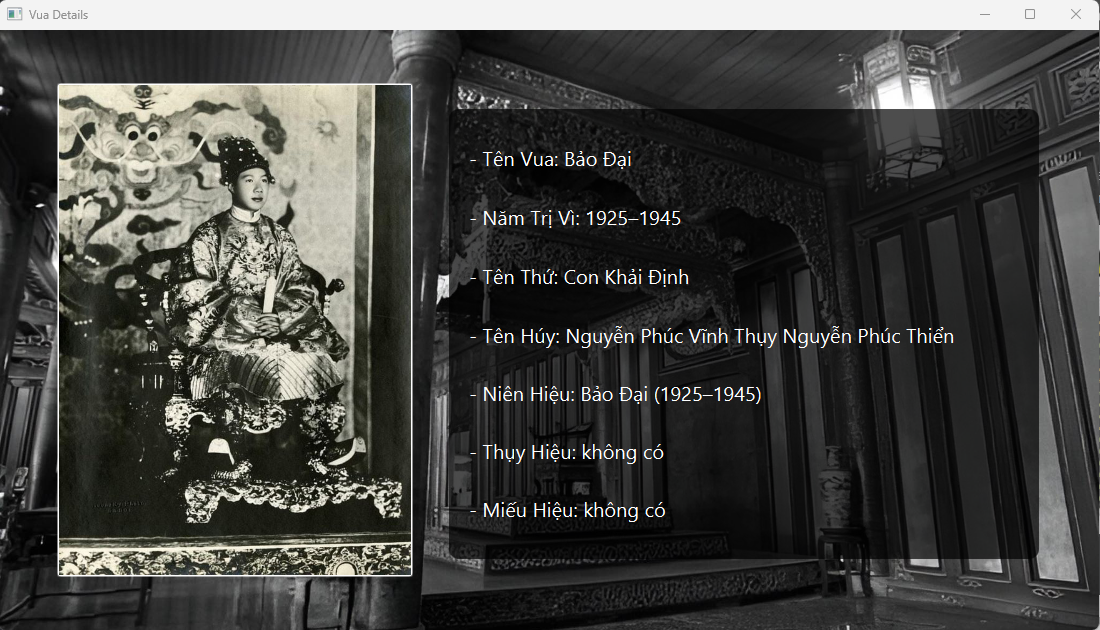 Vua Details
- Tên Vua: Bảo Đại
- Năm Trị Vì: 1925–1945
- Tên Thứ: Con Khải Định
- Tên Húy: Nguyễn Phúc Vĩnh Thụy Nguyễn Phúc Thiển
- Niên Hiệu: Bảo Đại (1925–1945)
- Thụy Hiệu: không có
- Miếu Hiệu: không có